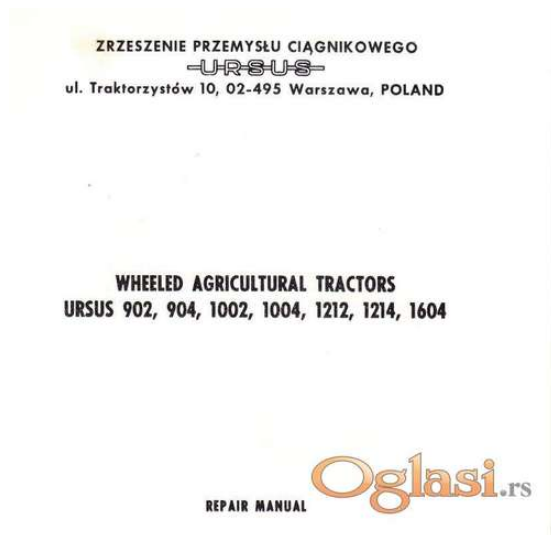 ZRZESZENIE PRZEMYSŁU CIĄGNIKOWEGO
URSUS
ul. Traktorzystów 10, 02-495 Warszawa, POLAND
WHEELED AGRICULTURAL TRACTORS
URSUS 902, 904, 1002, 1004, 1212, 1214, 1604
Oglasi.rs
REPAIR MANUAL